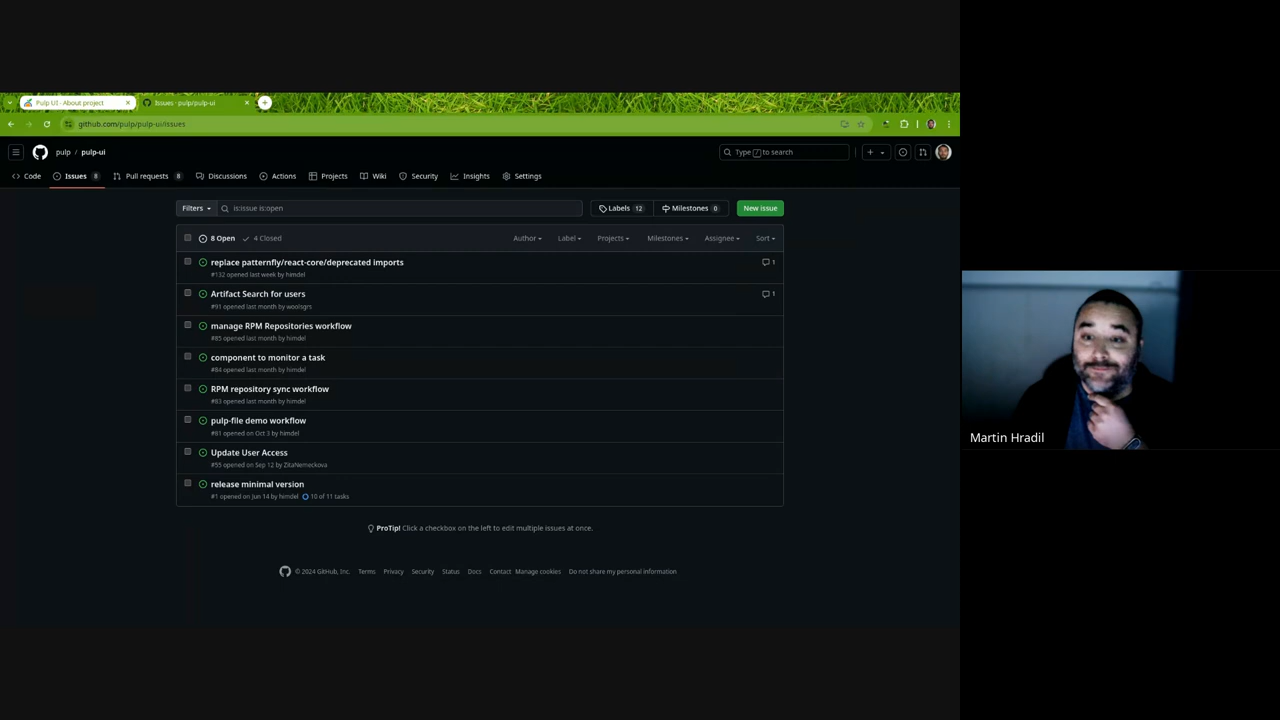 Pulp UI - About project
Issues · pulp/pulp-ui
github.com/pulp/pulp-ui/issues
pulp / pulp-ui
Type / to search
Code Issues 8 Pull requests 8 Discussions Actions Projects Wiki Security Insights Settings
Filters is:issue is:open Labels 12 Milestones 0 New issue
8 Open 4 Closed Author Label Projects Milestones Assignee Sort
replace patternfly/react-core/deprecated imports 1
#132 opened last week by himdel
Artifact Search for users 1
#91 opened last month by woolsgrs
manage RPM Repositories workflow
#85 opened last month by himdel
component to monitor a task
#84 opened last month by himdel
RPM repository sync workflow
#83 opened last month by himdel
pulp-file demo workflow
#61 opened on Oct 3 by himdel
Update User Access
#55 opened on Sep 12 by ZitaNemeckova
release minimal version
#1 opened on Jun 14 by himdel 10 of 11 tasks
ProTip! Click a checkbox on the left to edit multiple issues at once.
© 2024 GitHub, Inc. Terms Privacy Security Status Docs Contact Manage cookies Do not share my personal information
Martin Hradil